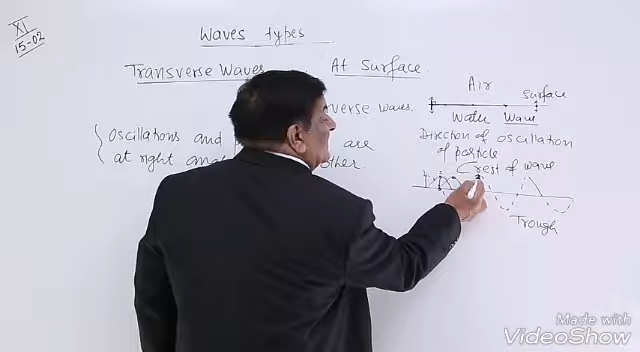 XI
15-02
Waves types
Transverse Waves At Surface.
Air
Surface
Water Wave
Direction of oscillation
of particle
verse waves.
Oscillations and are
at right other.
Crest of wave
Trough
Made with
VideoShow